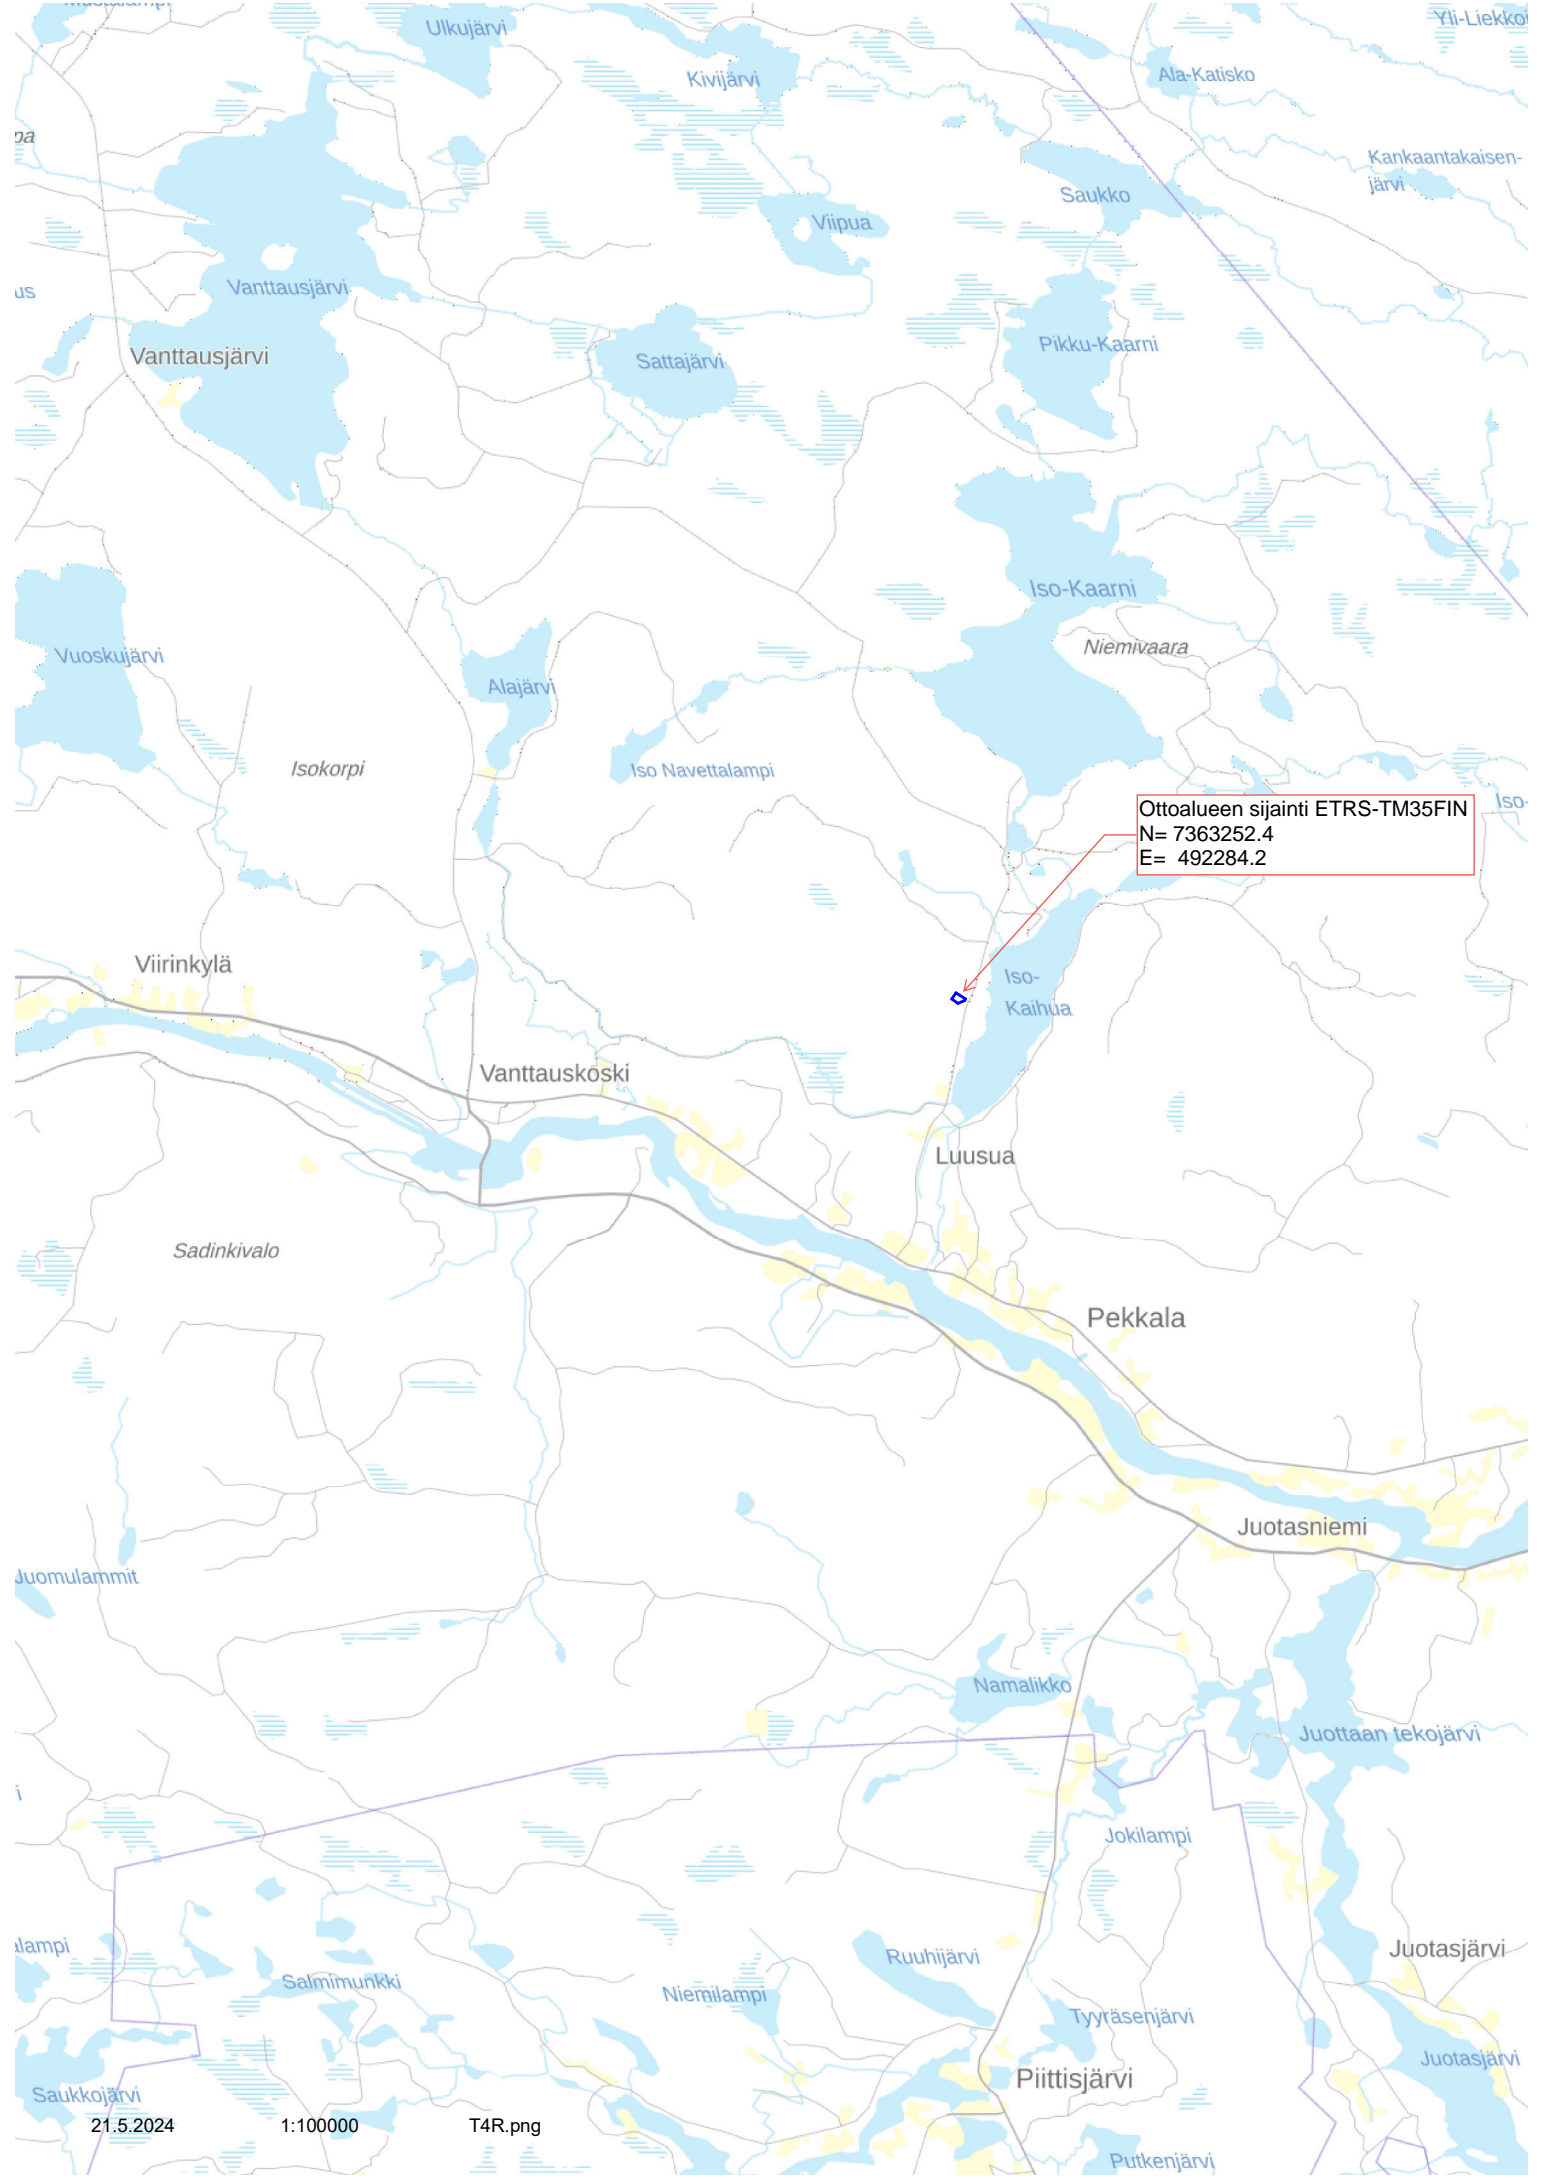 Ulkujärvi
Kivijärvi
Ala-Katisko
Kankaantakaisen-
järvi
Saukko
Viipua
Vanttausjärvi
Pikku-Kaarni
Vanttausjärvi
Sattajärvi
Iso-Kaarni
Niemivaara
Vuoskujärvi
Alajärvi
Isokorpi
Iso Navettalampi
Ottoalueen sijainti ETRS-TM35FIN
N= 7363252.4
E= 492284.2
Iso-
Viirinkylä
Iso-
Kaihua
Vanttauskoski
Luusua
Sadinkivalo
Pekkala
Juotasniemi
Juomulammit
Namalikko
Juottaan tekojärvi
Jokilampi
Juotasjärvi
Ruuhijärvi
Salmimunkki
Niemilampi
Tyyräsenjärvi
Juotasjärvi
Piittisjärvi
Saukkojärvi
21.5.2024 1:100000 T4R.png
Putkenjärvi